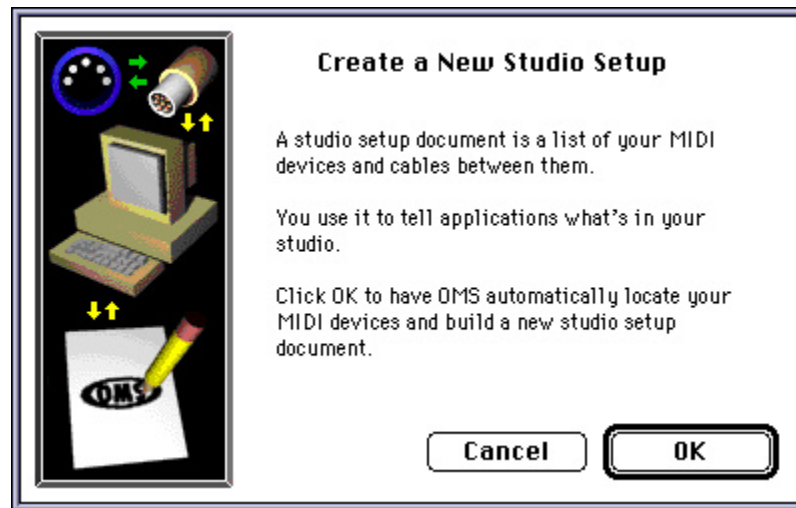 Create a New Studio Setup
A studio setup document is a list of your MIDI
devices and cables between them.
You use it to tell applications what's in your
studio.
Click OK to have OMS automatically locate your
MIDI devices and build a new studio setup
document.
OMS
Cancel
OK